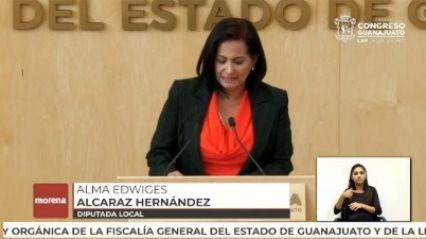 DEL ESTADO DE G
CONGRESO
GUANAJUATO
morena
ALMA EDWIGES
ALCARAZ HERNÁNDEZ
DIPUTADA LOCAL
Y ORGÁNICA DE LA FISCALÍA GENERAL DEL ESTADO DE GUANAJUATO Y DE LA L